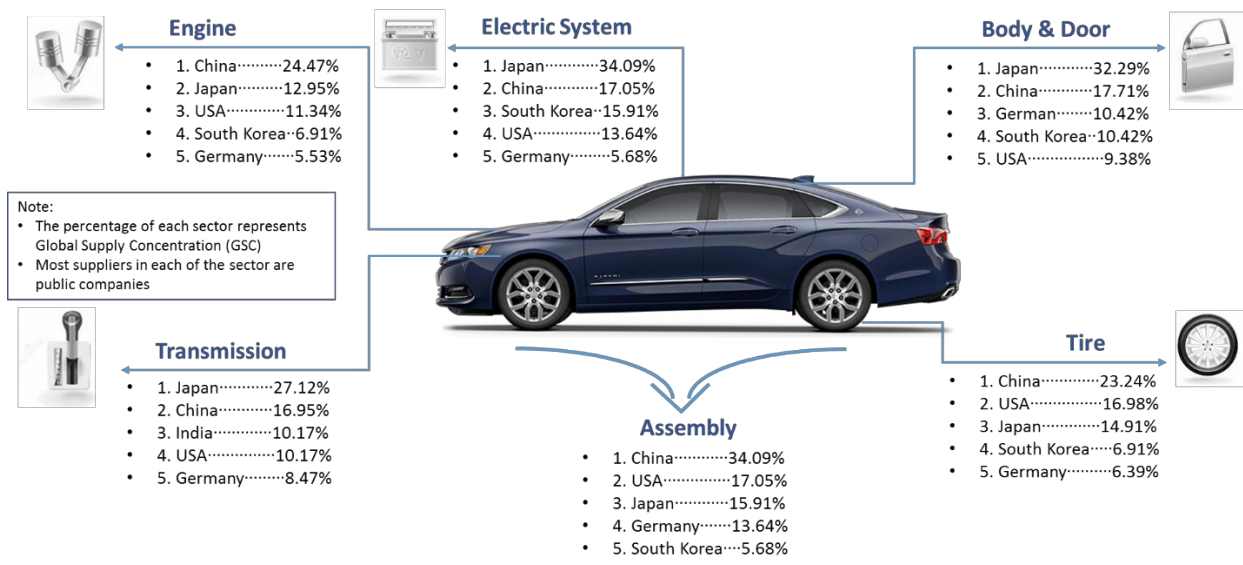 Engine
• 1. China··········24.47%
• 2. Japan··········12.95%
• 3. USA············11.34%
• 4. South Korea··6.91%
• 5. Germany······5.53%
Electric System
• 1. Japan············34.09%
• 2. China············17.05%
• 3. South Korea··15.91%
• 4. USA··············13.64%
• 5. Germany·······5.68%
Body & Door
• 1. Japan············32.29%
• 2. China············17.71%
• 3. German········10.42%
• 4. South Korea··10.42%
• 5. USA················9.38%
Note:
• The percentage of each sector represents
Global Supply Concentration (GSC)
• Most suppliers in each of the sector are
public companies
Transmission
• 1. Japan············27.12%
• 2. China············16.95%
• 3. India·············10.17%
• 4. USA··············10.17%
• 5. Germany·········8.47%
Assembly
• 1. China············34.09%
• 2. USA··············17.05%
• 3. Japan············15.91%
• 4. Germany·······13.64%
• 5. South Korea····5.68%
Tire
• 1. China············23.24%
• 2. USA··············16.98%
• 3. Japan············14.91%
• 4. South Korea·····6.91%
• 5. Germany·········6.39%